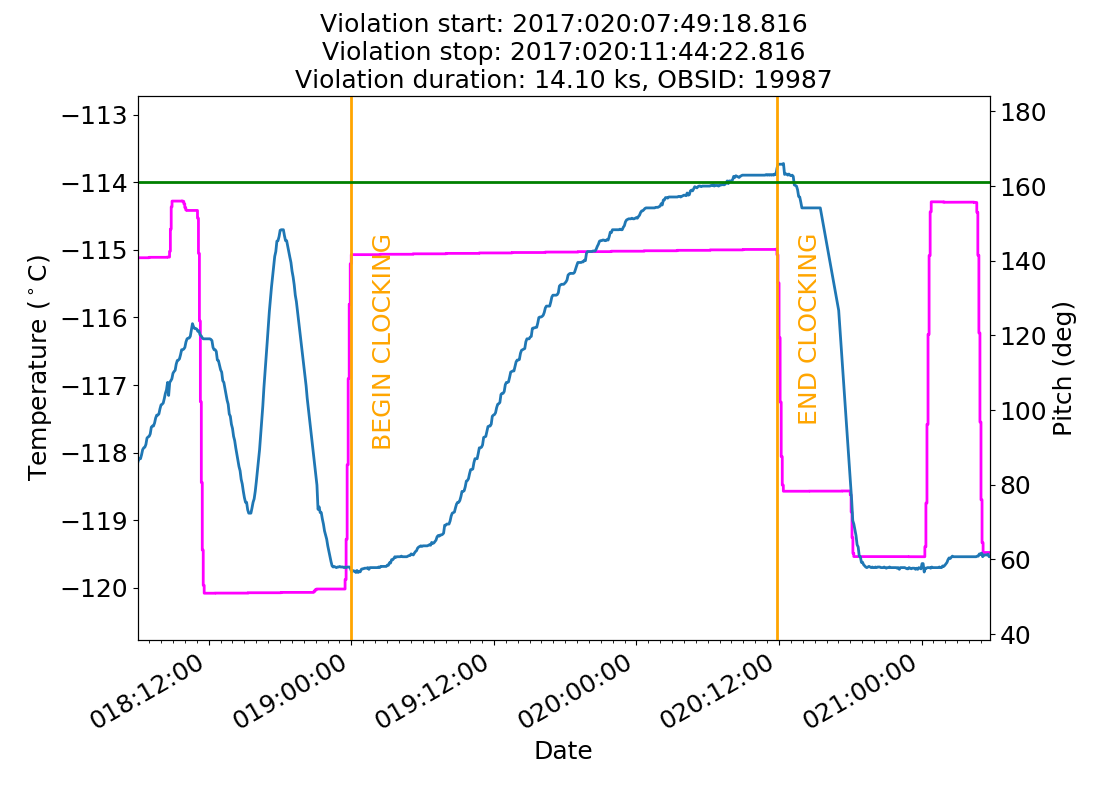 Violation start: 2017:020:07:49:18.816
Violation stop: 2017:020:11:44:22.816
Violation duration: 14.10 ks, OBSID: 19987
−113
−114
−115
−116
−117
−118
−119
−120
Temperature (°C)
BEGIN CLOCKING
END CLOCKING
180
160
140
120
100
80
60
40
Pitch (deg)
018:12:00
019:00:00
019:12:00
020:00:00
020:12:00
021:00:00
Date